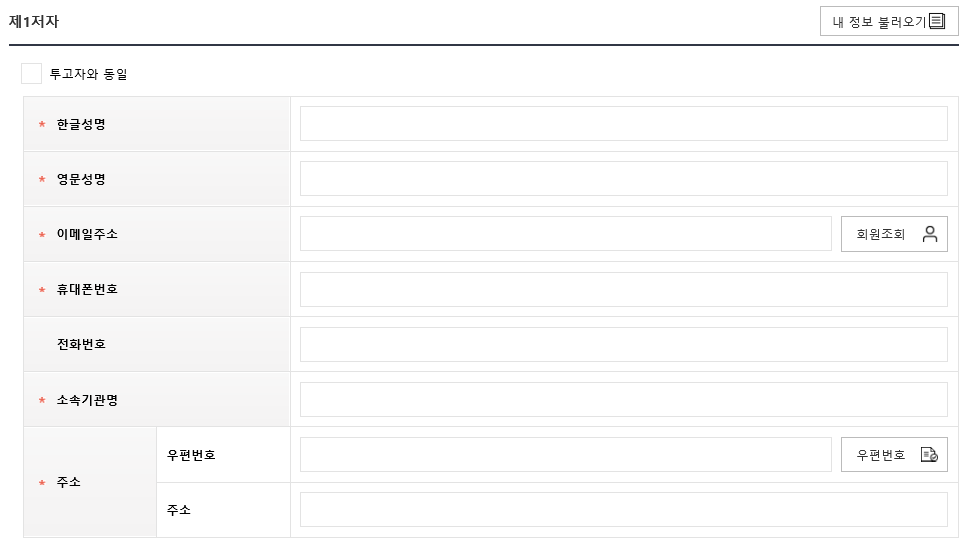 제1저자
내 정보 불러오기
투고자와 동일
* 한글성명
* 영문성명
* 이메일주소
회원조회
* 휴대폰번호
전화번호
* 소속기관명
* 주소
우편번호
우편번호
주소